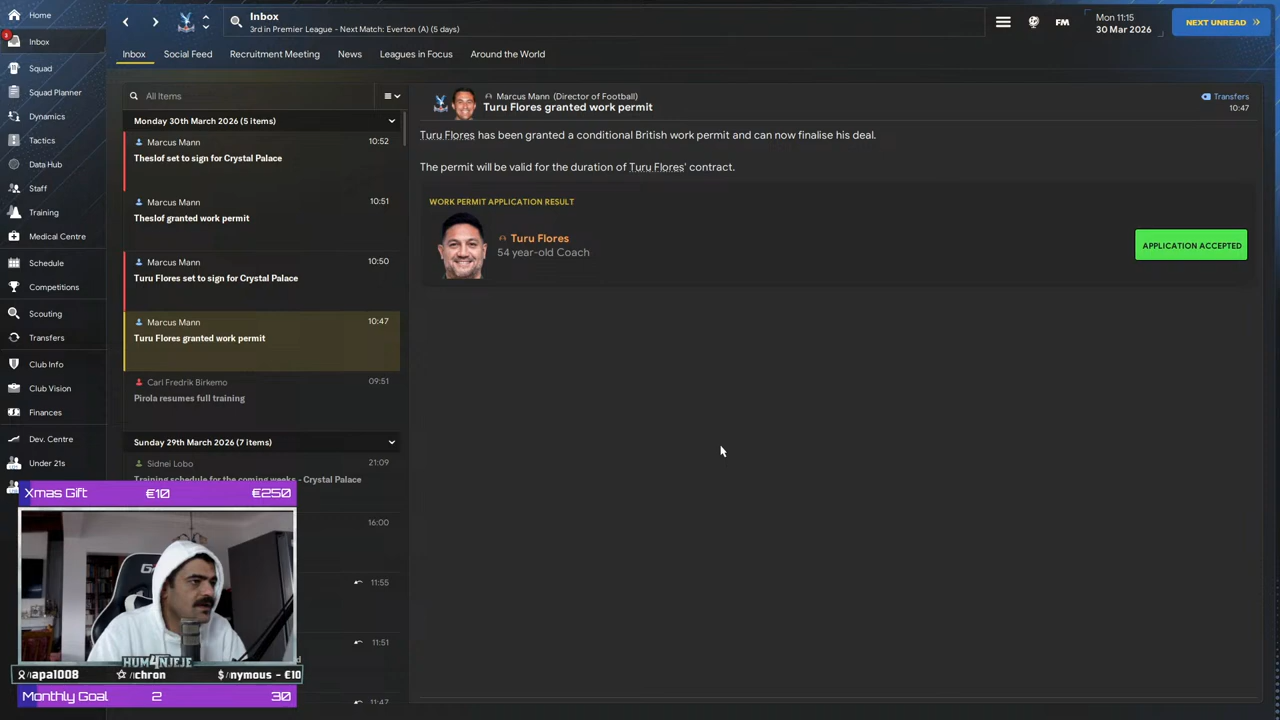 Home
Inbox
3
Squad
Squad Planner
Dynamics
Tactics
Data Hub
Staff
Training
Medical Centre
Schedule
Competitions
Scouting
Transfers
Club Info
Club Vision
Finances
Dev. Centre
Under 21s
Inbox
3rd in Premier League - Next Match: Everton (A) (5 days)
FM
Mon 11:15
30 Mar 2026
NEXT UNREAD
Inbox
Social Feed
Recruitment Meeting
News
Leagues in Focus
Around the World
All Items
Monday 30th March 2026 (5 items)
Marcus Mann 10:52
Theslof set to sign for Crystal Palace
Marcus Mann 10:51
Theslof granted work permit
Marcus Mann 10:50
Turu Flores set to sign for Crystal Palace
Marcus Mann 10:47
Turu Flores granted work permit
Carl Fredrik Birkemo 09:51
Pirola resumes full training
Sunday 29th March 2026 (7 items)
Sidnei Lobo 21:09
Training schedule for the coming weeks - Crystal Palace
16:00
11:55
11:51
11:47
Marcus Mann (Director of Football)
Turu Flores granted work permit
Transfers
10:47
Turu Flores has been granted a conditional British work permit and can now finalise his deal.
The permit will be valid for the duration of Turu Flores' contract.
WORK PERMIT APPLICATION RESULT
Turu Flores
54 year-old Coach
APPLICATION ACCEPTED
Xmas Gift €10 €250
HUM4NJEJE
apal008
chron
nymous - €10
Monthly Goal 2 30